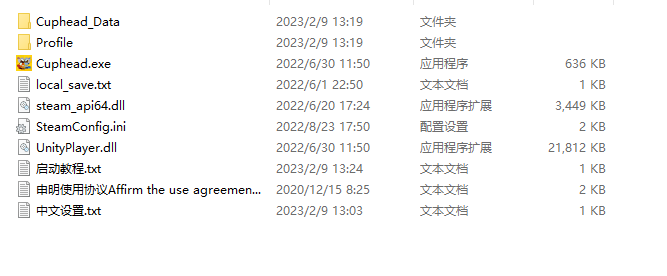 Cuphead_Data 2023/2/9 13:19 文件夹
Profile 2023/2/9 13:19 文件夹
Cuphead.exe 2022/6/30 11:50 应用程序 636 KB
local_save.txt 2022/6/1 22:50 文本文档 1 KB
steam_api64.dll 2022/6/20 17:24 应用程序扩展 3,449 KB
SteamConfig.ini 2022/8/23 17:50 配置设置 2 KB
UnityPlayer.dll 2022/6/30 11:50 应用程序扩展 21,812 KB
启动教程.txt 2023/2/9 13:24 文本文档 1 KB
申明使用协议Affirm the use agreemen... 2020/12/15 8:25 文本文档 2 KB
中文设置.txt 2023/2/9 13:03 文本文档 1 KB